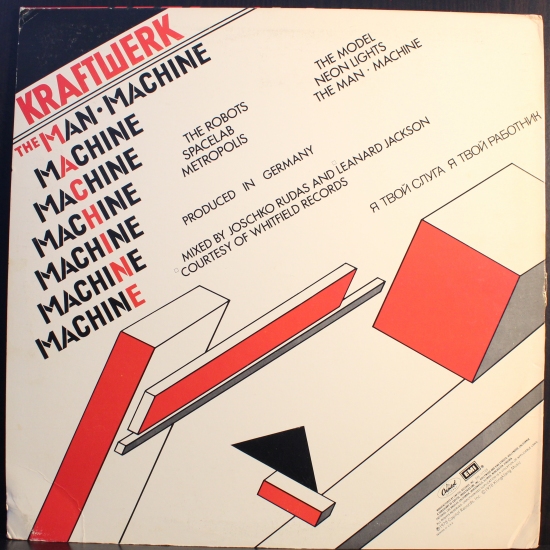 KRAFTWERK
THE MAN·MACHINE
MACHINE
MACHINE
MACHINE
MACHINE
MACHINE
MACHINE
THE ROBOTS
SPACELAB
METROPOLIS
THE MODEL
NEON LIGHTS
THE MAN · MACHINE
PRODUCED IN GERMANY
MIXED BY JOSCHKO RUDAS AND LEANARD JACKSON
COURTESY OF WHITFIELD RECORDS
Я ТВОЙ СЛУГА Я ТВОЙ РАБОТНИК
Capitol
EMI